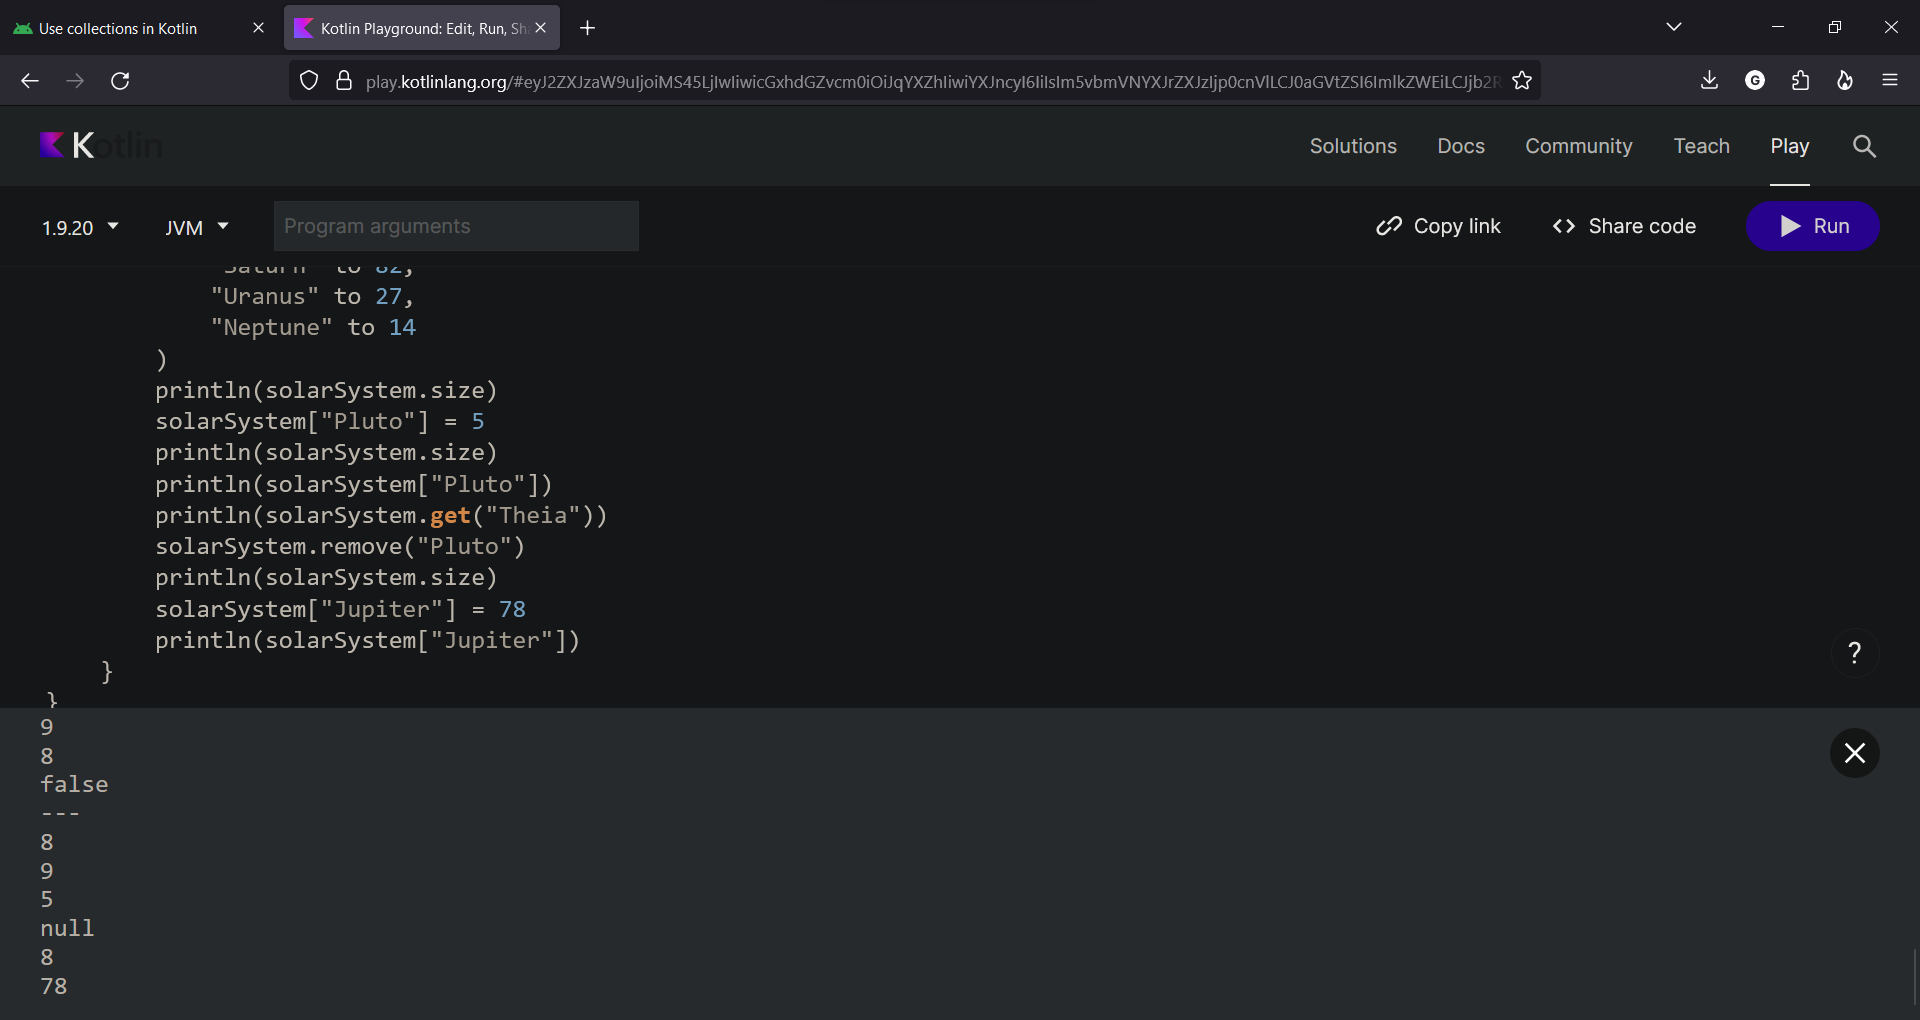 Use collections in Kotlin
Kotlin Playground: Edit, Run, Sh
play.kotlinlang.org/#eyJ2ZXJzaW9uIjoiMS45LjIwIiwicGxhdGZvcm0iOiJqYXZhIiwiYXJncyI6IiIsIm5vbmVNYXJrZXJzIjp0cnVlLCJ0aGVtZSI6ImlkZWEiLCJjb2R
G
Kotlin
Solutions Docs Community Teach Play
1.9.20 JVM Program arguments Copy link <> Share code Run
"Saturn" to 82,
"Uranus" to 27,
"Neptune" to 14
)
println(solarSystem.size)
solarSystem["Pluto"] = 5
println(solarSystem.size)
println(solarSystem["Pluto"])
println(solarSystem.get("Theia"))
solarSystem.remove("Pluto")
println(solarSystem.size)
solarSystem["Jupiter"] = 78
println(solarSystem["Jupiter"])
}
}
?
9
8
false
---
8
9
5
null
8
78